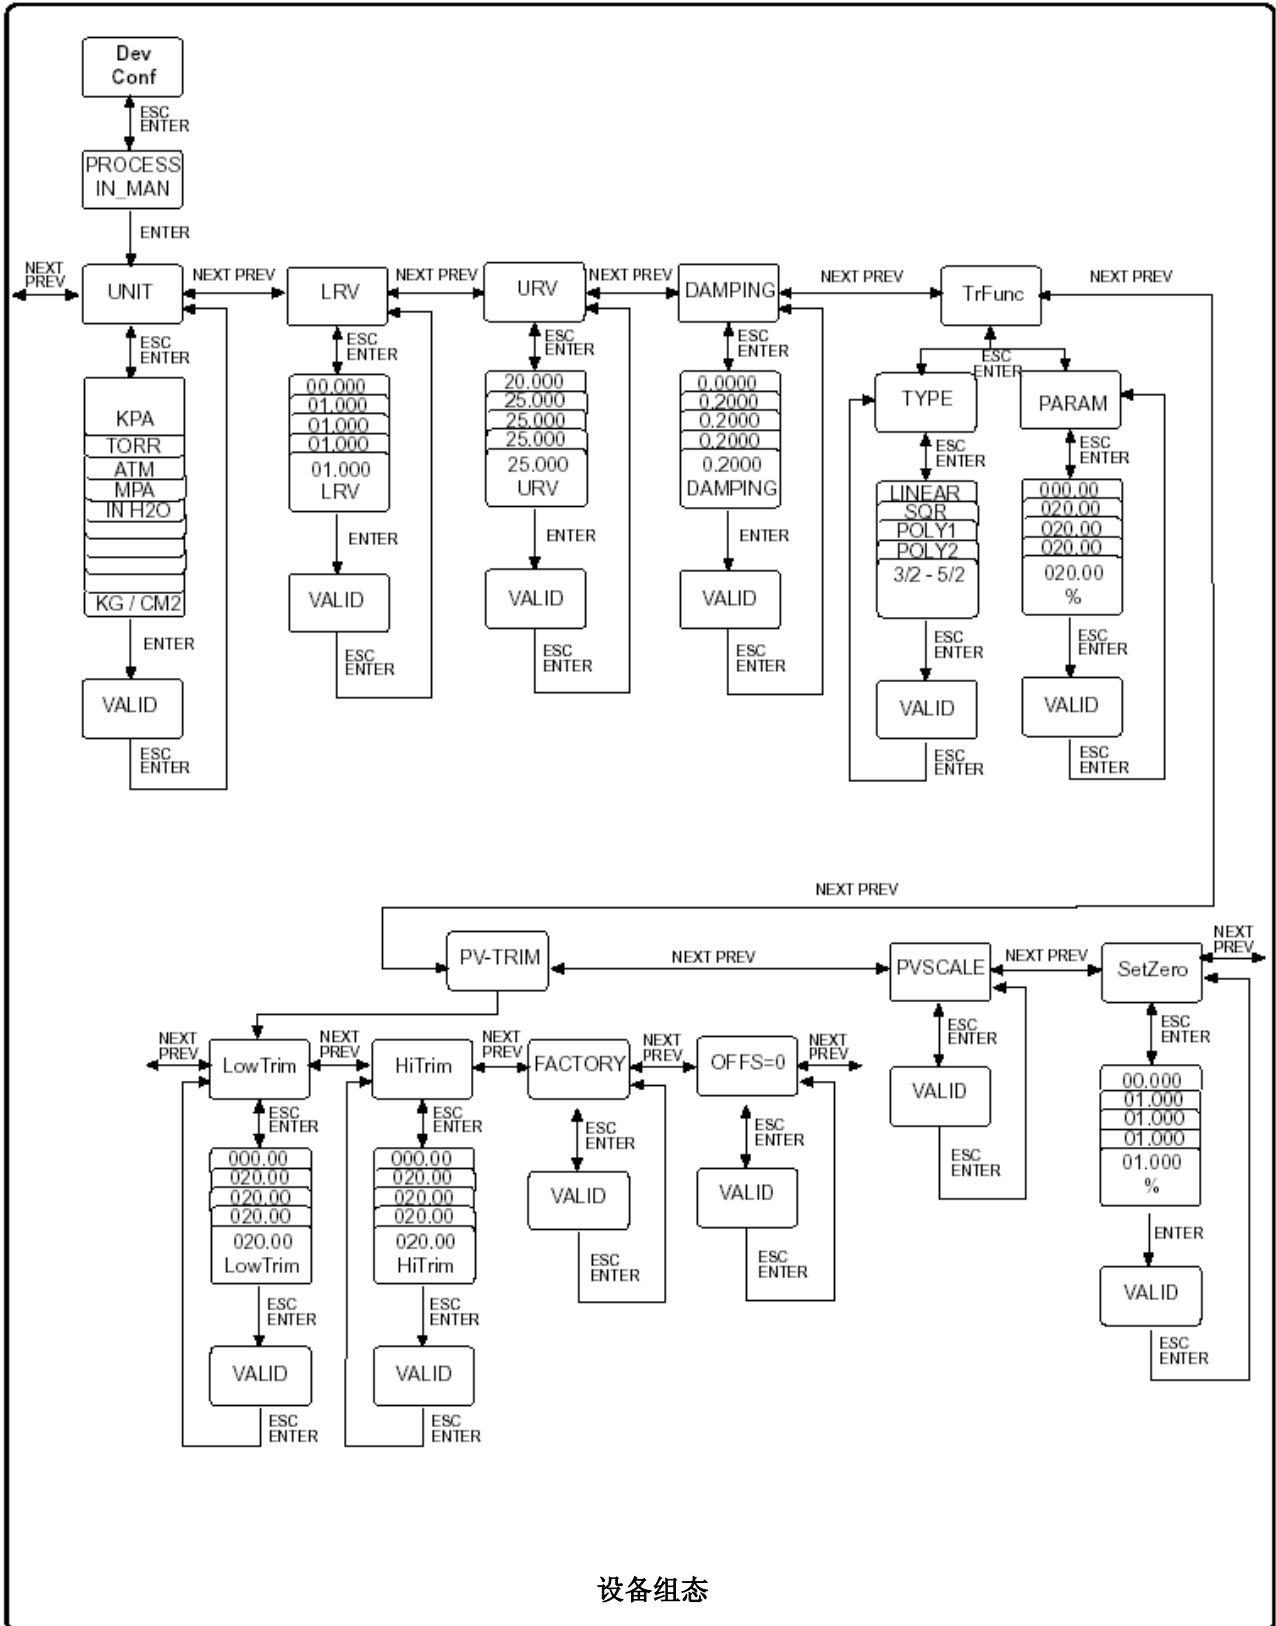 Dev
Conf
ESC
ENTER
PROCESS
IN_MAN
ENTER
NEXT
PREV
UNIT
NEXT PREV
LRV
NEXT PREV
URV
NEXT PREV
DAMPING
NEXT PREV
TrFunc
NEXT PREV
ESC
ENTER
KPA
TORR
ATM
MPA
IN H2O
KG / CM2
ENTER
VALID
ESC
ENTER
ESC
ENTER
00.000
01.000
01.000
01.000
01.000
LRV
ENTER
VALID
ESC
ENTER
ESC
ENTER
20.000
25.000
25.000
25.000
25.000
URV
ENTER
VALID
ESC
ENTER
ESC
ENTER
0.0000
0.2000
0.2000
0.2000
0.2000
DAMPING
ENTER
VALID
ESC
ENTER
ESC
ENTER
TYPE
ESC
ENTER
LINEAR
SQR
POLY1
POLY2
3/2 - 5/2
ESC
ENTER
VALID
ESC
ENTER
PARAM
ESC
ENTER
000.00
020.00
020.00
020.00
020.00
%
ESC
ENTER
VALID
ESC
ENTER
NEXT PREV
PV-TRIM
NEXT PREV
PVSCALE
NEXT PREV
SetZero
NEXT
PREV
NEXT
PREV
LowTrim
NEXT
PREV
HiTrim
NEXT
PREV
FACTORY
NEXT
PREV
OFFS=0
NEXT
PREV
ESC
ENTER
000.00
020.00
020.00
020.00
020.00
LowTrim
ESC
ENTER
VALID
ESC
ENTER
ESC
ENTER
000.00
020.00
020.00
020.00
020.00
HiTrim
ESC
ENTER
VALID
ESC
ENTER
ESC
ENTER
VALID
ESC
ENTER
ESC
ENTER
VALID
ESC
ENTER
ESC
ENTER
VALID
ESC
ENTER
ESC
ENTER
00.000
01.000
01.000
01.000
01.000
%
ENTER
VALID
ESC
ENTER
设备组态